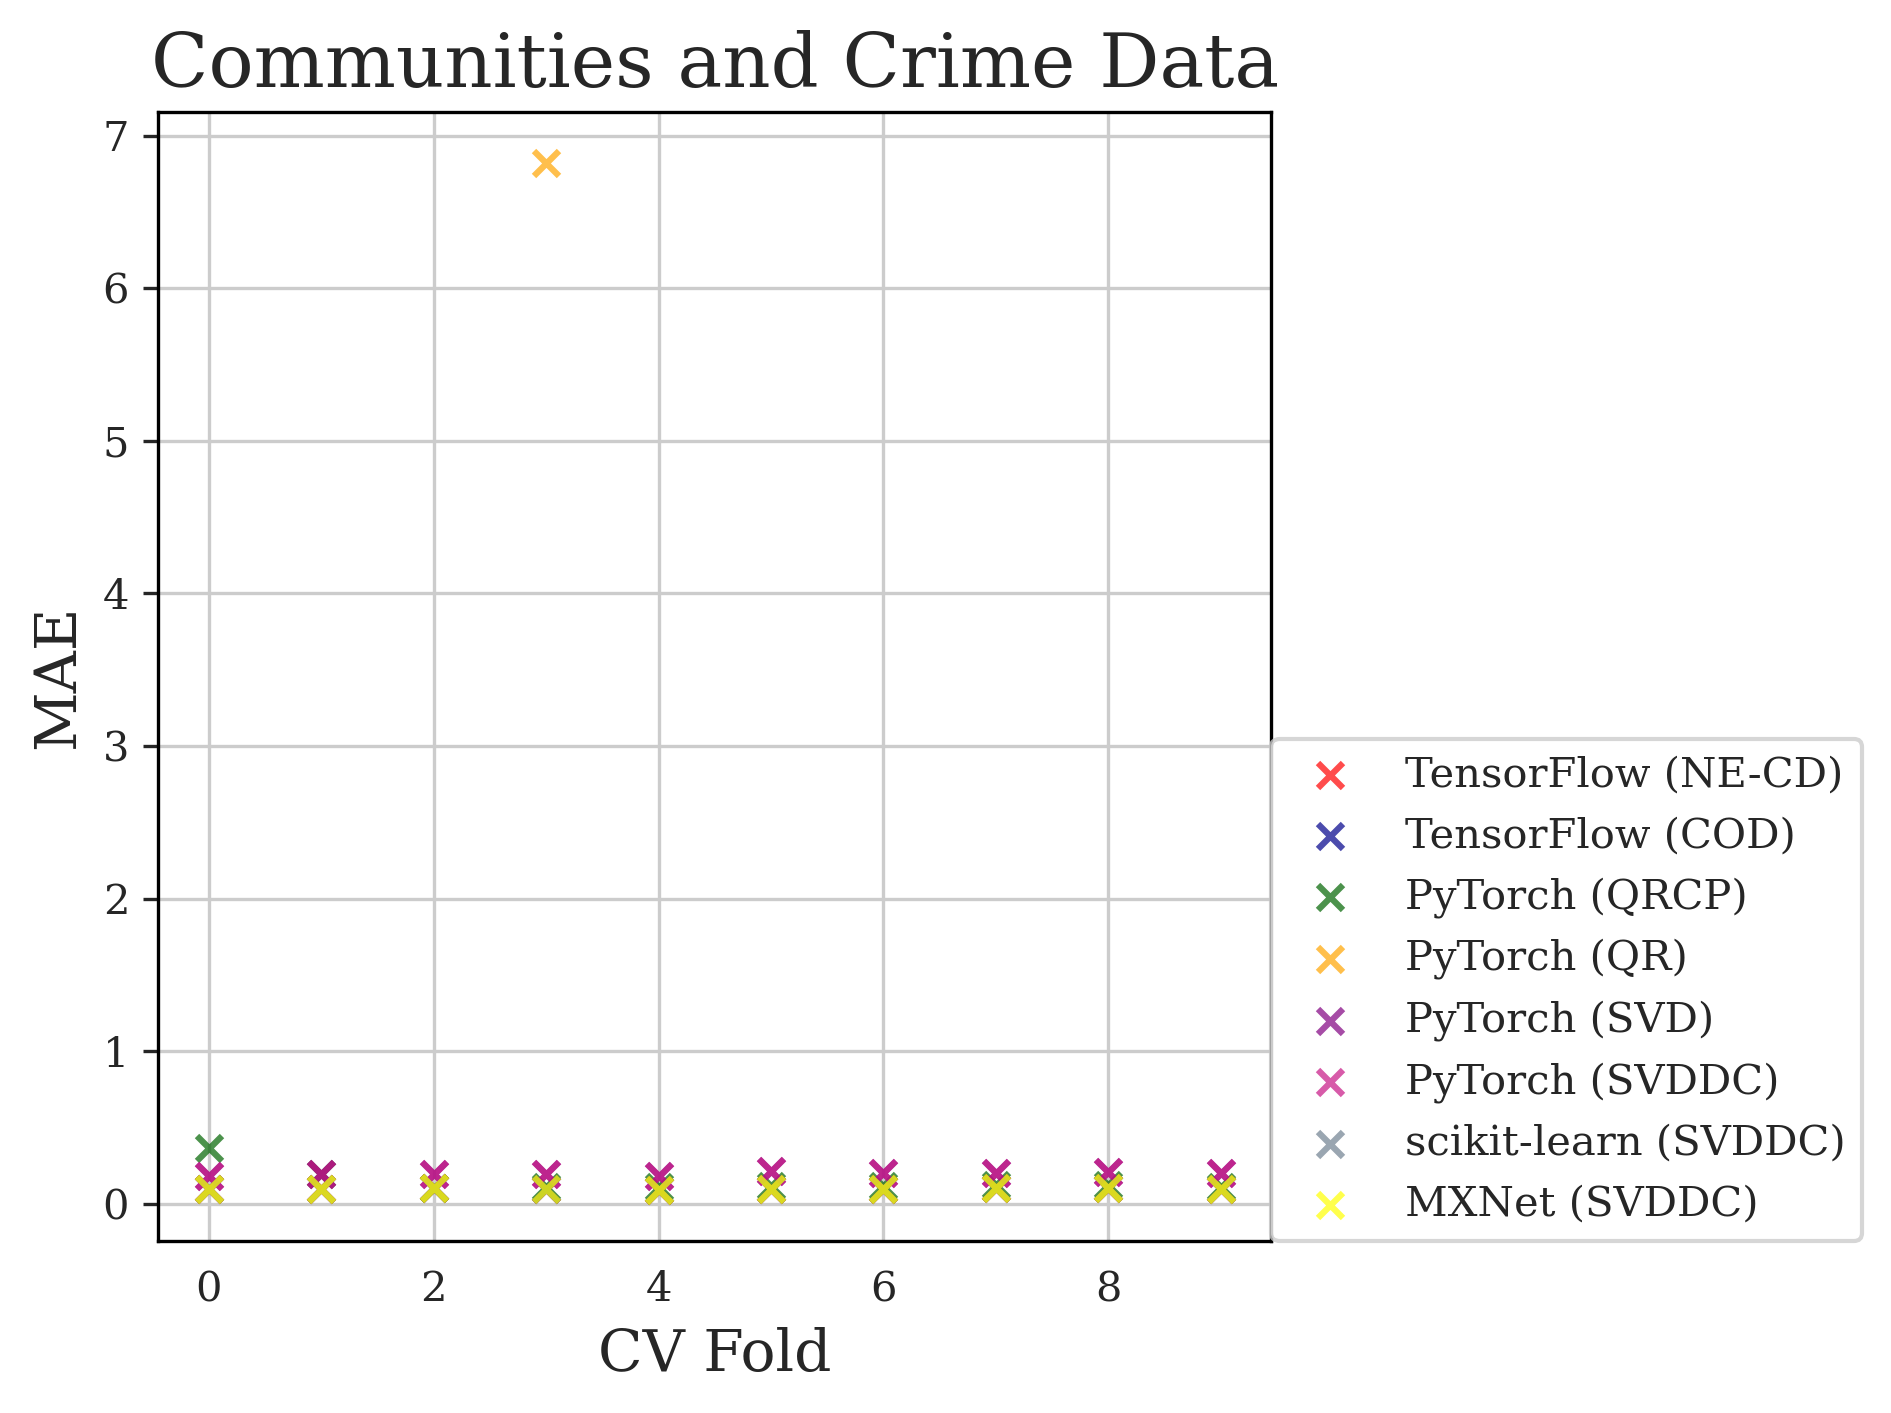 Communities and Crime Data
7
6
5
4
3
2
1
0
MAE
0 2 4 6 8
CV Fold
TensorFlow (NE-CD)
TensorFlow (COD)
PyTorch (QRCP)
PyTorch (QR)
PyTorch (SVD)
PyTorch (SVDDC)
scikit-learn (SVDDC)
MXNet (SVDDC)